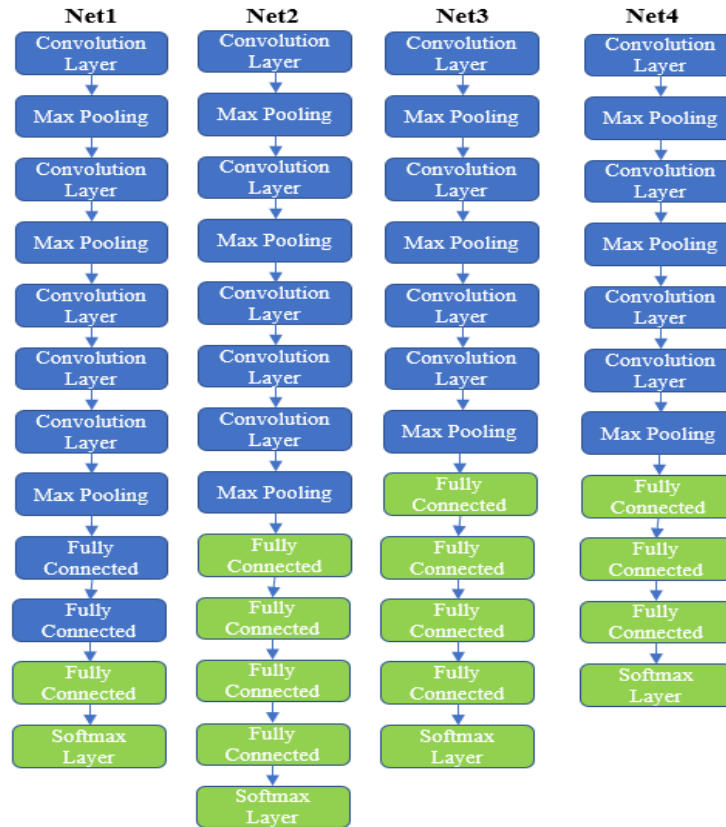 Net1
Convolution
Layer
Max Pooling
Convolution
Layer
Max Pooling
Convolution
Layer
Convolution
Layer
Convolution
Layer
Max Pooling
Fully
Connected
Fully
Connected
Fully
Connected
Softmax
Layer
Net2
Convolution
Layer
Max Pooling
Convolution
Layer
Max Pooling
Convolution
Layer
Convolution
Layer
Convolution
Layer
Max Pooling
Fully
Connected
Fully
Connected
Fully
Connected
Fully
Connected
Softmax
Layer
Net3
Convolution
Layer
Max Pooling
Convolution
Layer
Max Pooling
Convolution
Layer
Convolution
Layer
Max Pooling
Fully
Connected
Fully
Connected
Fully
Connected
Fully
Connected
Softmax
Layer
Net4
Convolution
Layer
Max Pooling
Convolution
Layer
Max Pooling
Convolution
Layer
Convolution
Layer
Max Pooling
Fully
Connected
Fully
Connected
Fully
Connected
Softmax
Layer